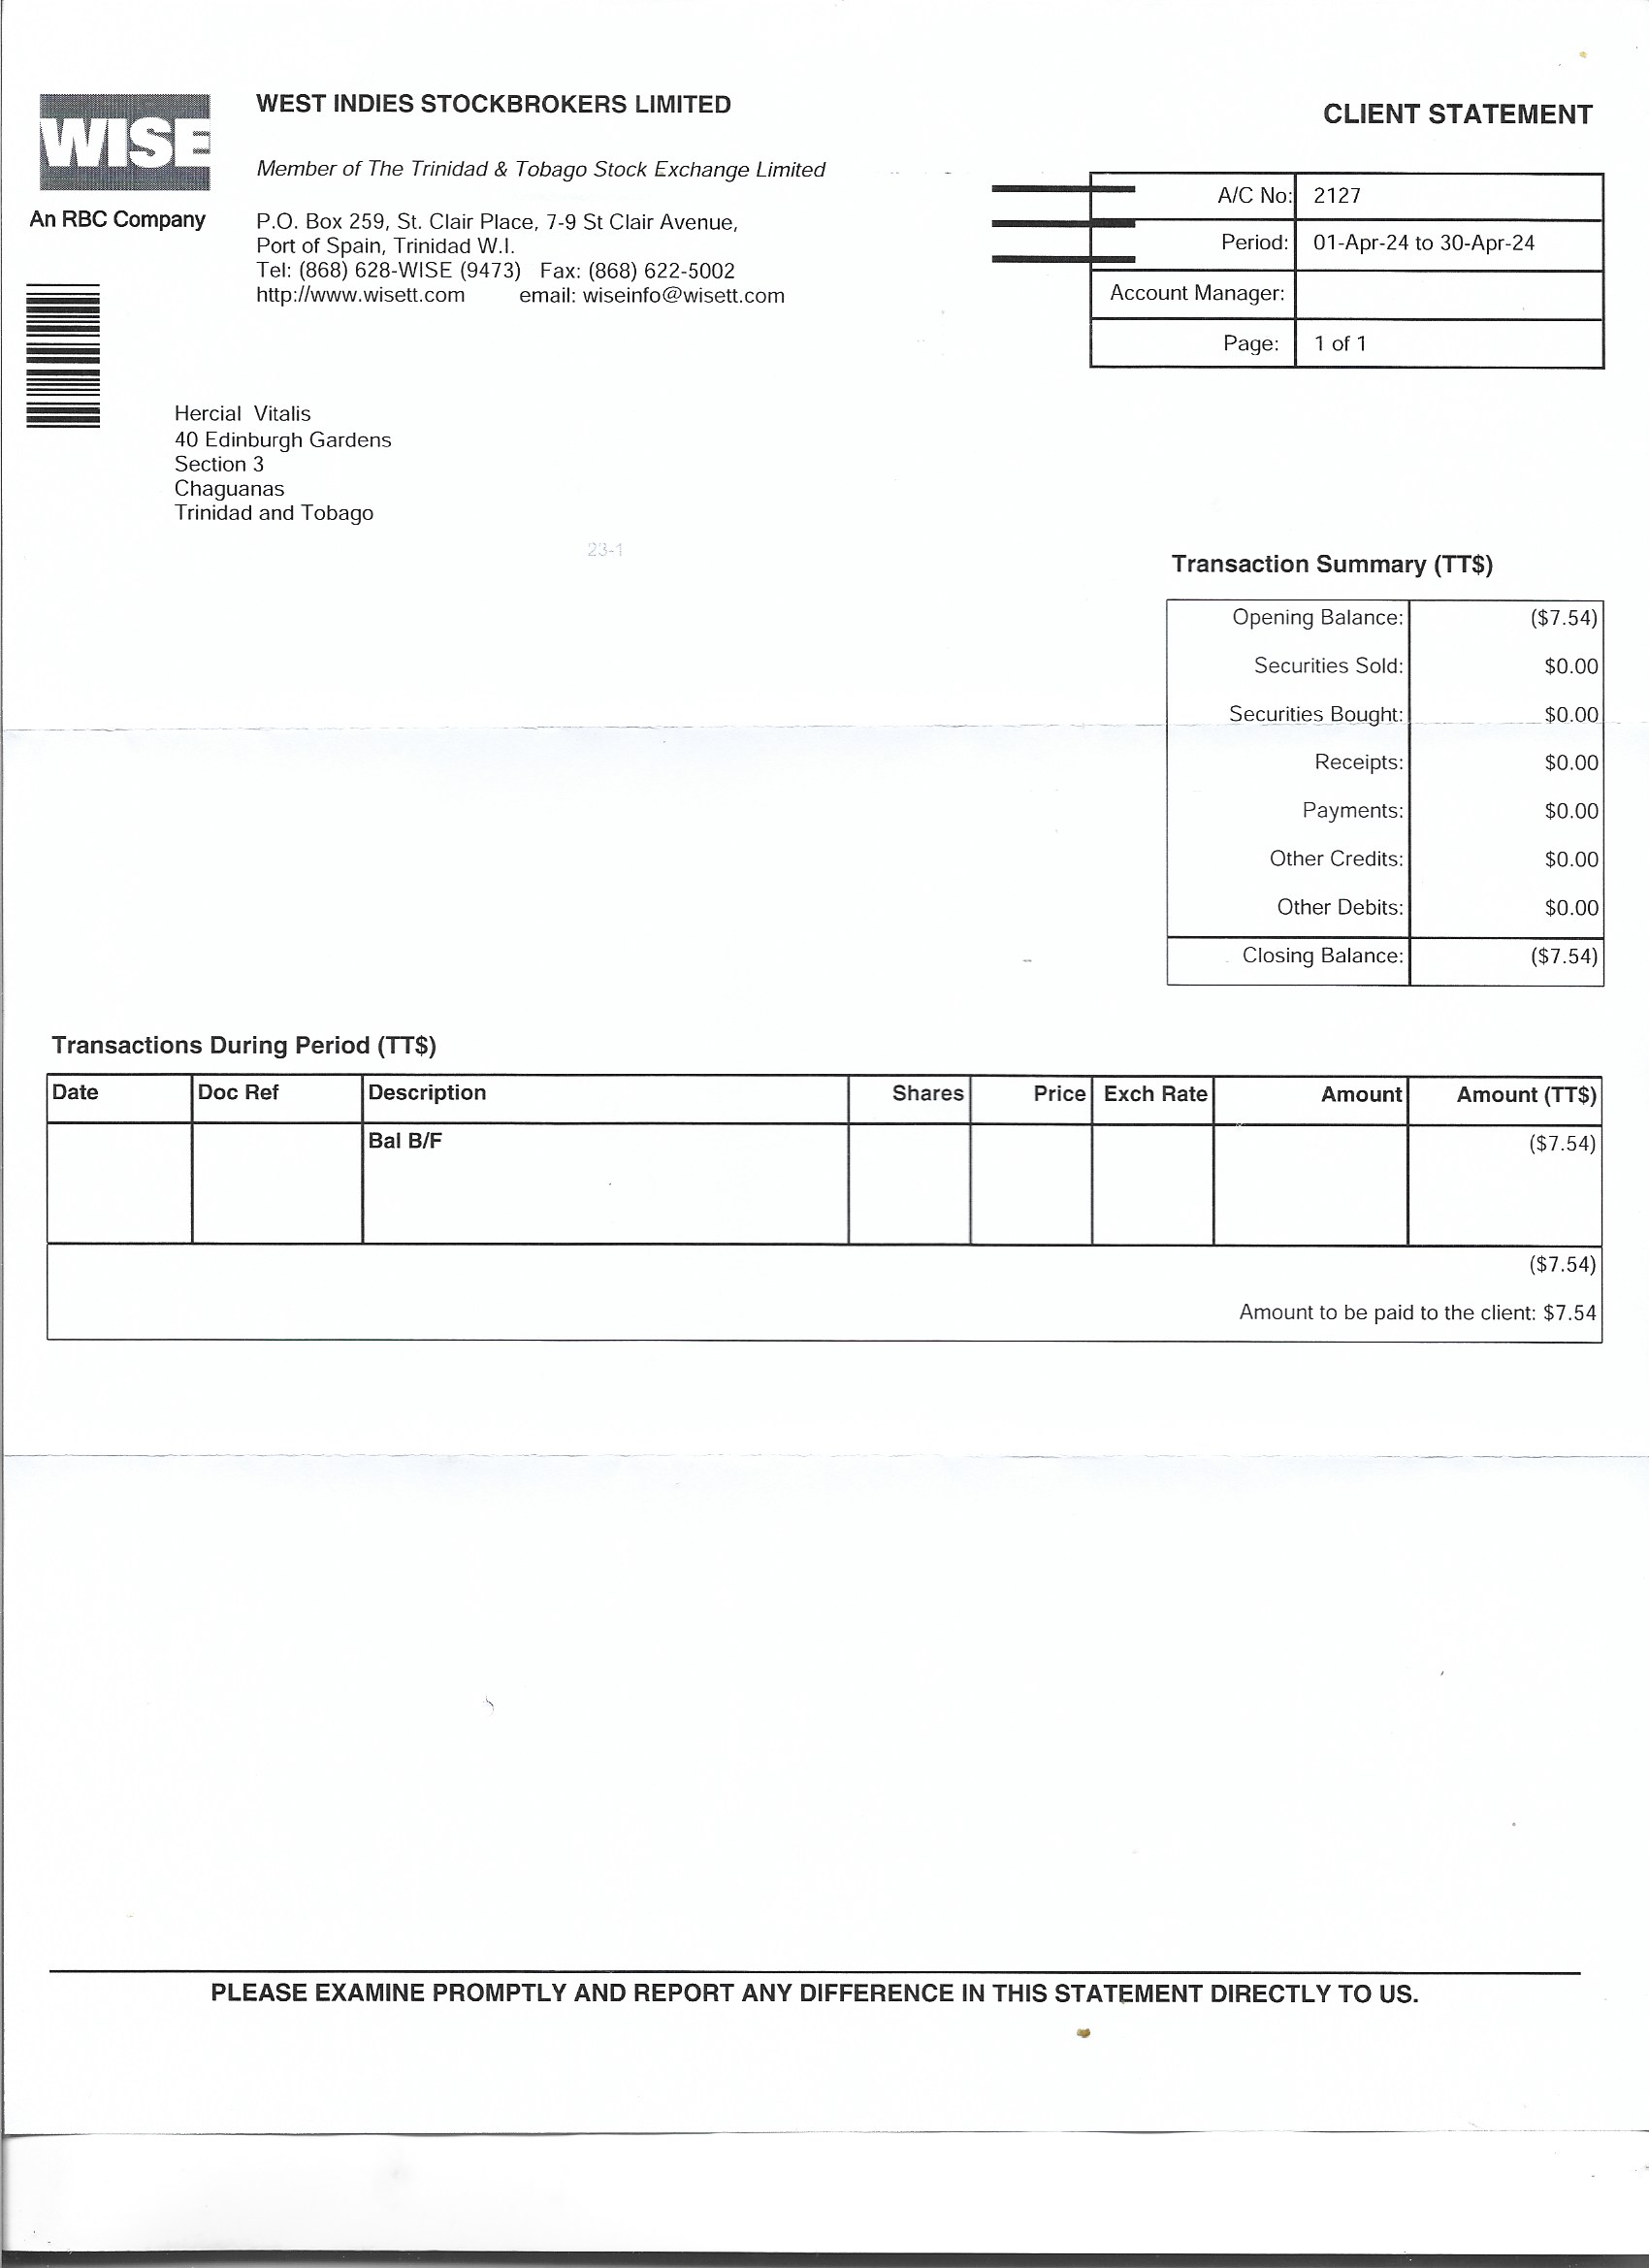 WISE
An RBC Company
WEST INDIES STOCKBROKERS LIMITED
Member of The Trinidad & Tobago Stock Exchange Limited
P.O. Box 259, St. Clair Place, 7-9 St Clair Avenue,
Port of Spain, Trinidad W.I.
Tel: (868) 628-WISE (9473) Fax: (868) 622-5002
http://www.wisett.com email: wiseinfo@wisett.com
CLIENT STATEMENT
A/C No: 2127
Period: 01-Apr-24 to 30-Apr-24
Account Manager:
Page: 1 of 1
Hercial Vitalis
40 Edinburgh Gardens
Section 3
Chaguanas
Trinidad and Tobago
23-1
Transaction Summary (TT$)
Opening Balance: ($7.54)
Securities Sold: $0.00
Securities Bought: $0.00
Receipts: $0.00
Payments: $0.00
Other Credits: $0.00
Other Debits: $0.00
Closing Balance: ($7.54)
Transactions During Period (TT$)
Date Doc Ref Description Shares Price Exch Rate Amount Amount (TT$)
Bal B/F ($7.54)
($7.54)
Amount to be paid to the client: $7.54
PLEASE EXAMINE PROMPTLY AND REPORT ANY DIFFERENCE IN THIS STATEMENT DIRECTLY TO US.